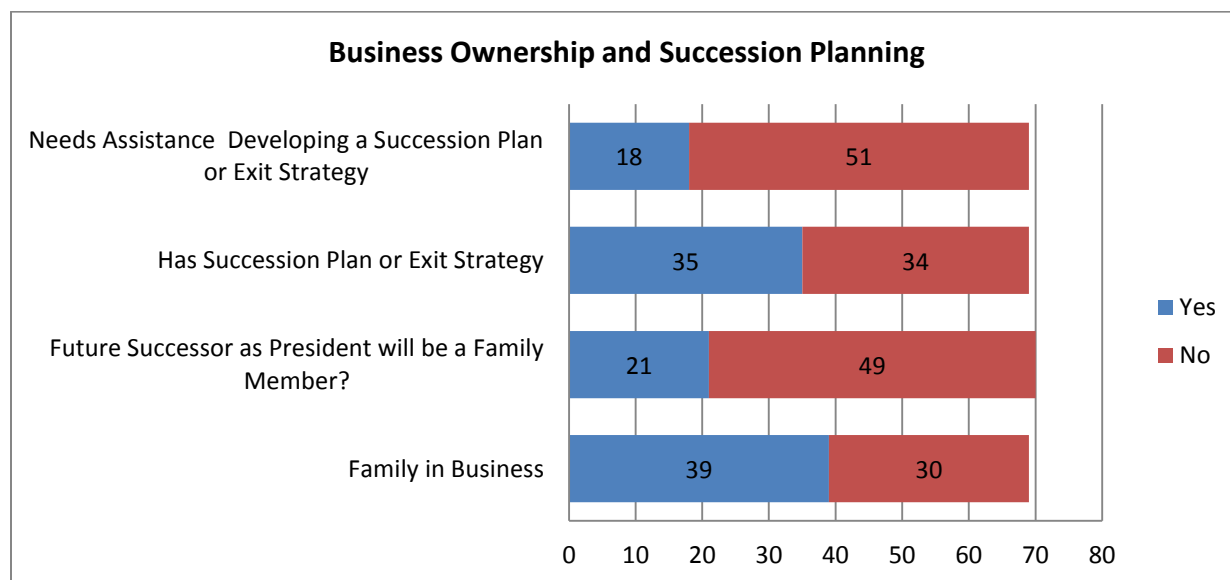 Business Ownership and Succession Planning
Needs Assistance  Developing a Succession Plan
or Exit Strategy
18 51
Has Succession Plan or Exit Strategy
35 34
Future Successor as President will be a Family
Member?
21 49
Family in Business
39 30
Yes
No
0 10 20 30 40 50 60 70 80